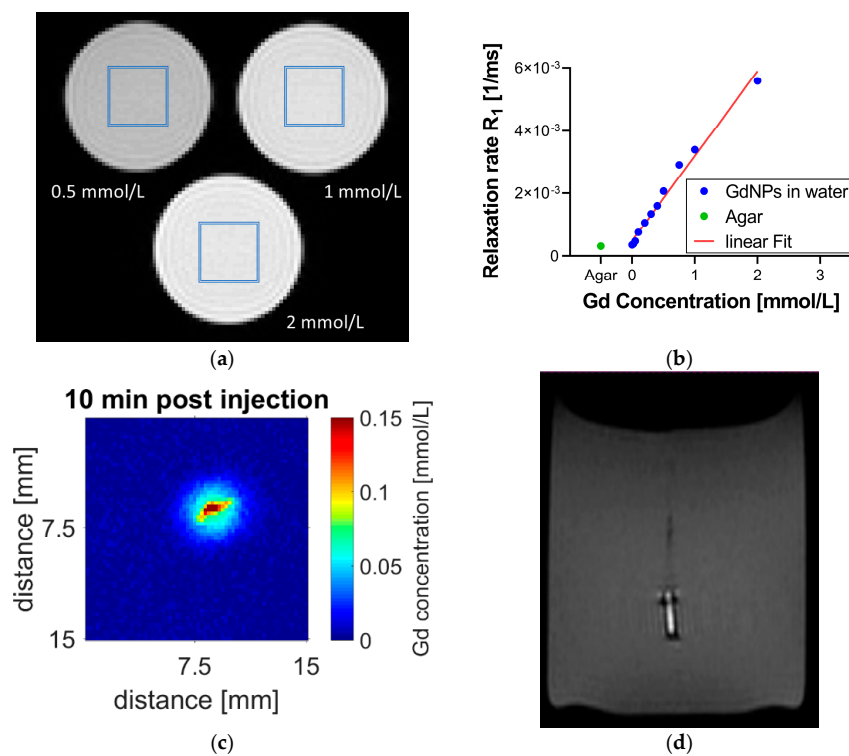 0.5 mmol/L
1 mmol/L
2 mmol/L
(a)
Relaxation rate R₁ [1/ms]
6×10⁻³
4×10⁻³
2×10⁻³
0
Agar 0 1 2 3
Gd Concentration [mmol/L]
GdNPs in water
Agar
linear Fit
(b)
10 min post injection
distance [mm]
7.5
15
7.5 15
distance [mm]
0.15
0.1
0.05
0
Gd concentration [mmol/L]
(c)
(d)